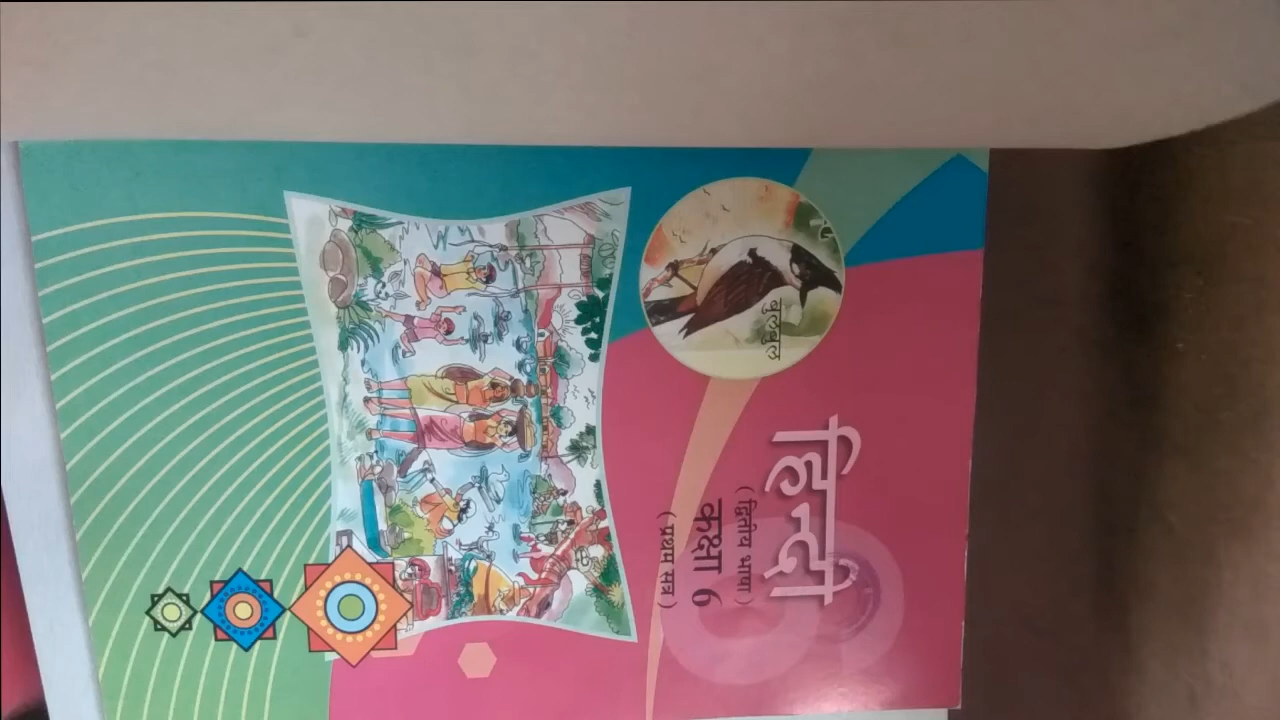 बुलबुल
हिन्दी
( द्वितीय भाषा )
कक्षा 6
( प्रथम सत्र )